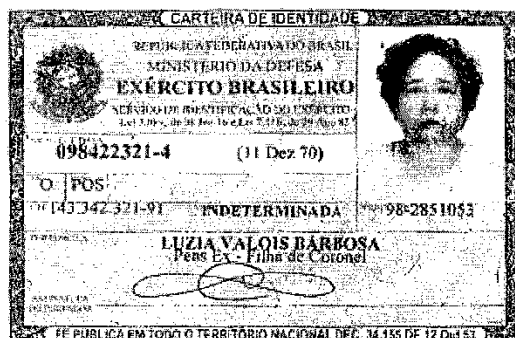 CARTEIRA DE IDENTIDADE
REPÚBLICA FEDERATIVA DO BRASIL
MINISTÉRIO DA DEFESA
EXÉRCITO BRASILEIRO
SERVIÇO DE IDENTIFICAÇÃO DO EXÉRCITO
098422321-4 (11 Dez 70)
O POS
143.342.321-91 INDETERMINADA 98-2851053
LUZIA VALOIS BARBOSA
Pens Ex - Filha de Coronel
FÉ PÚBLICA EM TODO O TERRITÓRIO NACIONAL DEC. 34.155 DE 12 Out 53